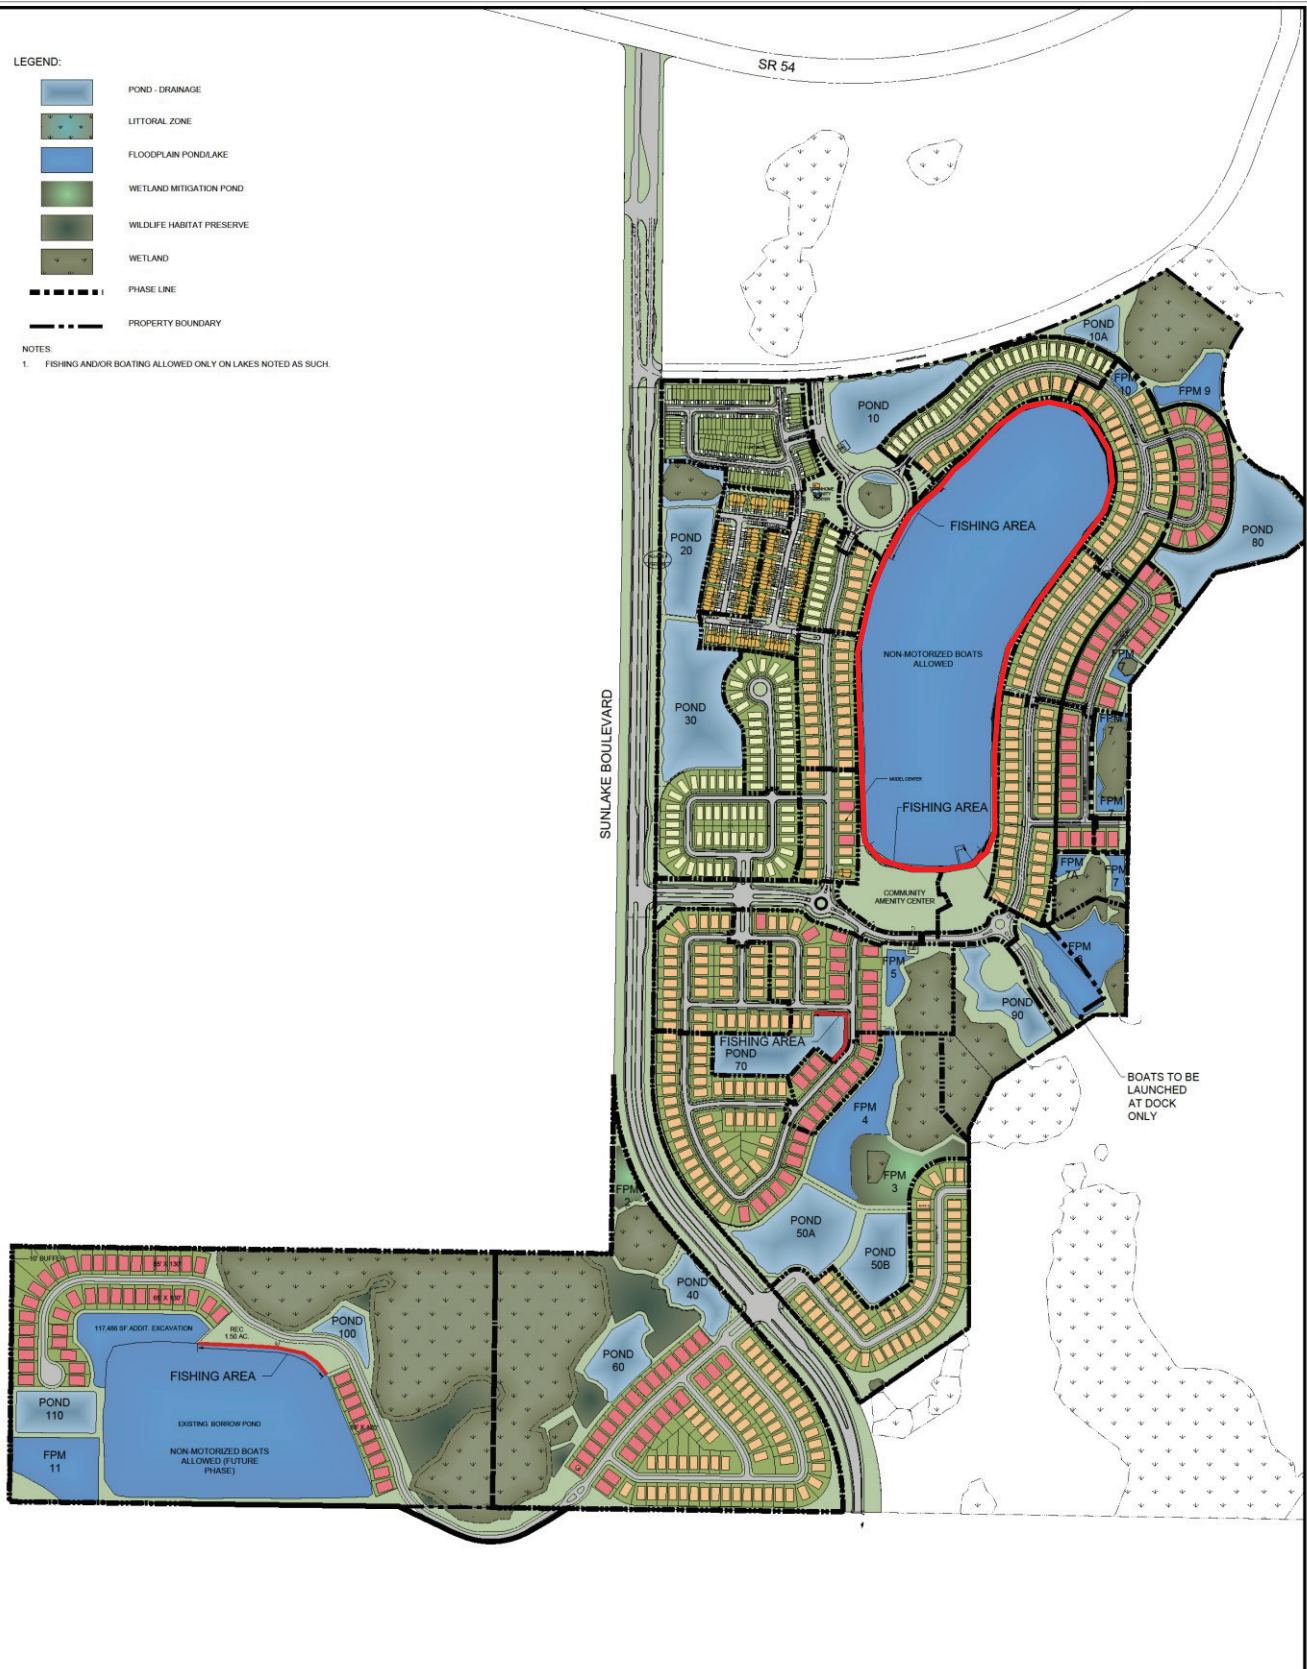 LEGEND:
POND - DRAINAGE
LITTORAL ZONE
FLOODPLAIN POND/LAKE
WETLAND MITIGATION POND
WILDLIFE HABITAT PRESERVE
WETLAND
PHASE LINE
PROPERTY BOUNDARY
NOTES:
1. FISHING AND/OR BOATING ALLOWED ONLY ON LAKES NOTED AS SUCH.
SR 54
POND
10A
FPM
10
FPM 9
POND
10
FISHING AREA
POND
20
POND
80
NON-MOTORIZED BOATS
ALLOWED
FPM
7
POND
30
FPM
7
SUNLAKE BOULEVARD
MODEL CENTER
FISHING AREA
FPM
7
FPM
7A
FPM
7
COMMUNITY
AMENITY CENTER
FPM
6
FPM
5
POND
90
FISHING AREA
POND
70
BOATS TO BE
LAUNCHED
AT DOCK
ONLY
FPM
4
FPM
3
FPM
2
POND
50A
POND
50B
10' BUFFER
65' X 130'
POND
40
117,486 SF ADDIT. EXCAVATION
REC
1.50 AC.
POND
100
POND
60
FISHING AREA
POND
110
EXISTING BORROW POND
FPM
11
NON-MOTORIZED BOATS
ALLOWED (FUTURE
PHASE)